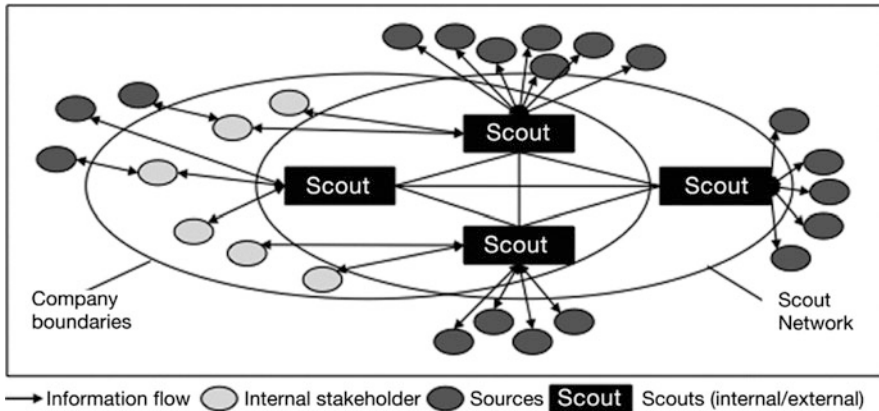 Scout
Scout
Scout
Scout
Company
boundaries
Scout
Network
Information flow
Internal stakeholder
Sources
Scout
Scouts (internal/external)